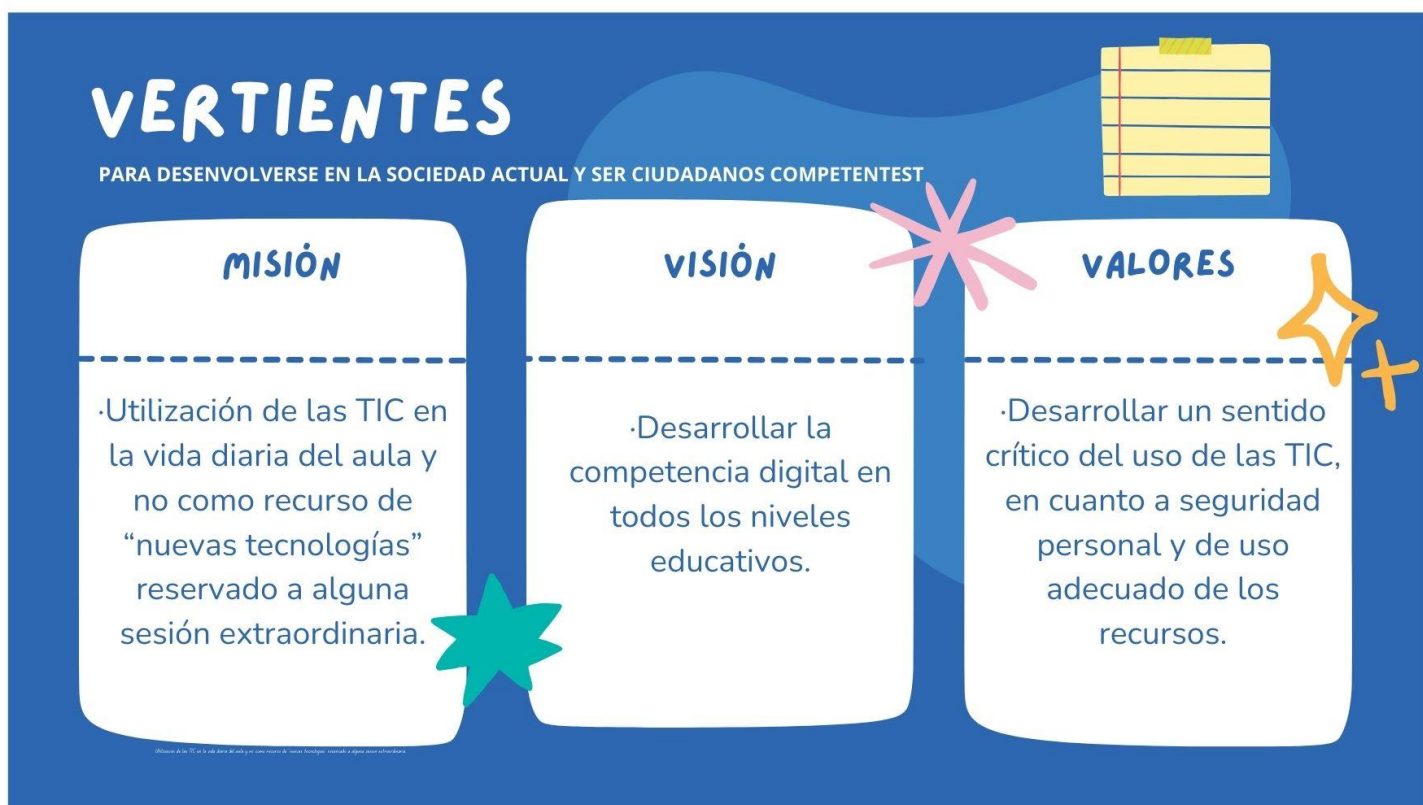 VERTIENTES
PARA DESENVOLVERSE EN LA SOCIEDAD ACTUAL Y SER CIUDADANOS COMPETENTEST
MISIÓN
·Utilización de las TIC en
la vida diaria del aula y
no como recurso de
“nuevas tecnologías”
reservado a alguna
sesión extraordinaria.
VISIÓN
·Desarrollar la
competencia digital en
todos los niveles
educativos.
VALORES
·Desarrollar un sentido
crítico del uso de las TIC,
en cuanto a seguridad
personal y de uso
adecuado de los
recursos.